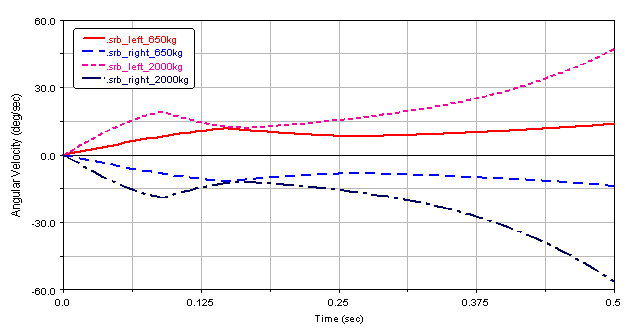 60.0
30.0
0.0
-30.0
-60.0
Angular Velocity (deg/sec)
.srb_left_650kg
.srb_right_650kg
.srb_left_2000kg
.srb_right_2000kg
0.0 0.125 0.25 0.375 0.5
Time (sec)